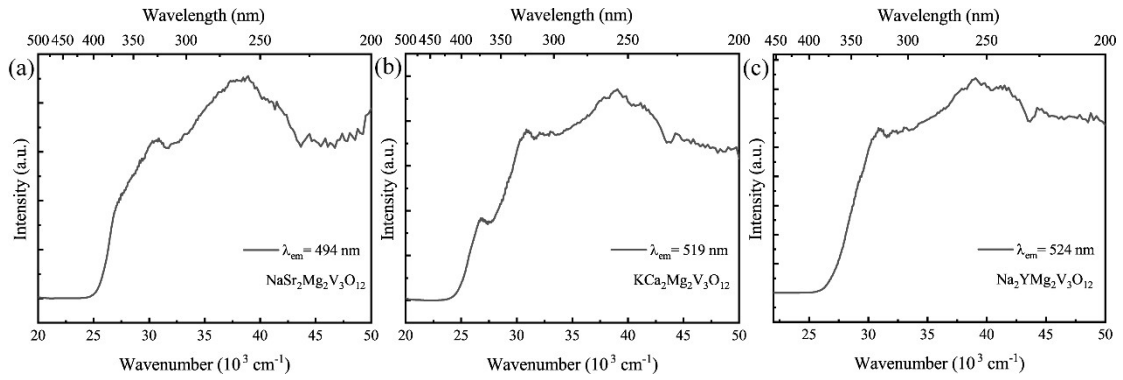 Wavelength (nm)
500 450 400 350 300 250 200
(a)
Intensity (a.u.)
λem= 494 nm
NaSr2Mg2V3O12
20 25 30 35 40 45 50
Wavenumber (10³ cm⁻¹)
Wavelength (nm)
500 450 400 350 300 250 200
(b)
Intensity (a.u.)
λem= 519 nm
KCa2Mg2V3O12
20 25 30 35 40 45 50
Wavenumber (10³ cm⁻¹)
Wavelength (nm)
450 400 350 300 250 200
(c)
Intensity (a.u.)
λem= 524 nm
Na2YMg2V3O12
25 30 35 40 45 50
Wavenumber (10³ cm⁻¹)